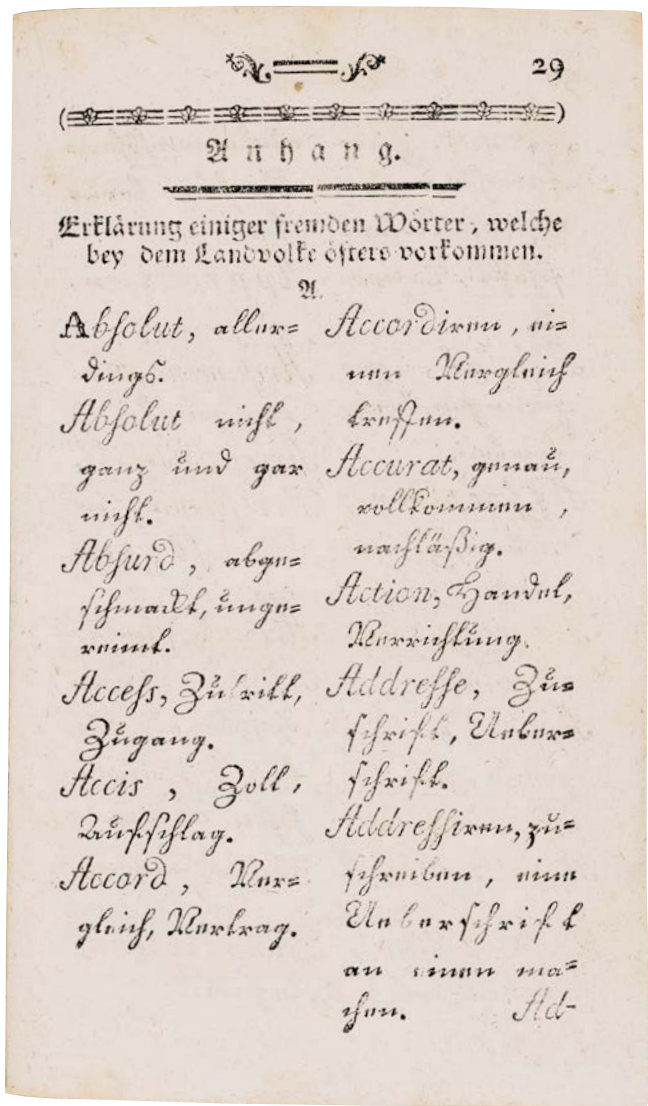 29
Anhang.
Erklärung einiger fremden Wörter, welche
bey dem Landvolke öfters vorkommen.
A.
Absolut, aller=
dings.
Absolut nicht,
ganz und gar
nicht.
Absurd, abge=
schmackt, unge=
reimt.
Access, Zutritt,
Zugang.
Accis, Zoll,
Aufschlag.
Accord, Ver=
gleich, Vertrag.
Accordiren, ei=
nen Vergleich
treffen.
Accurat, genau,
vollkommen,
nachläßig.
Action, Handel,
Verrichtung.
Addresse, Zu=
schrift, Ueber=
schrift.
Addressiren, zu=
schreiben, eine
Ueberschrift
an einen ma=
chen.
Ad-